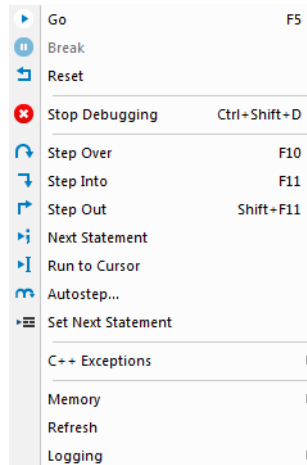 Go F5
Break
Reset
Stop Debugging Ctrl+Shift+D
Step Over F10
Step Into F11
Step Out Shift+F11
Next Statement
Run to Cursor
Autostep...
Set Next Statement
C++ Exceptions
Memory
Refresh
Logging